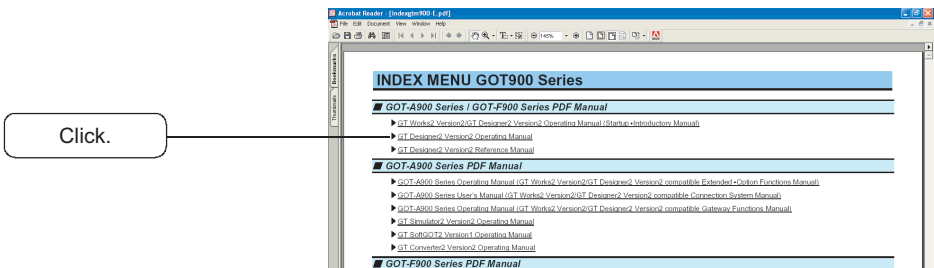 Acrobat Reader - [indexgtm900-E.pdf]
File Edit Document View Window Help
145%
Bookmarks
Thumbnails
INDEX MENU GOT900 Series
GOT-A900 Series / GOT-F900 Series PDF Manual
GT Works2 Version2/GT Designer2 Version2 Operating Manual (Startup•Introductory Manual)
Click.
GT Designer2 Version2 Operating Manual
GT Designer2 Version2 Reference Manual
GOT-A900 Series PDF Manual
GOT-A900 Series Operating Manual (GT Works2 Version2/GT Designer2 Version2 compatible Extended•Option Functions Manual)
GOT-A900 Series User's Manual (GT Works2 Version2/GT Designer2 Version2 compatible Connection System Manual)
GOT-A900 Series Operating Manual (GT Works2 Version2/GT Designer2 Version2 compatible Gateway Functions Manual)
GT Simulator2 Version2 Operating Manual
GT SoftGOT2 Version1 Operating Manual
GT Converter2 Version2 Operating Manual
GOT-F900 Series PDF Manual